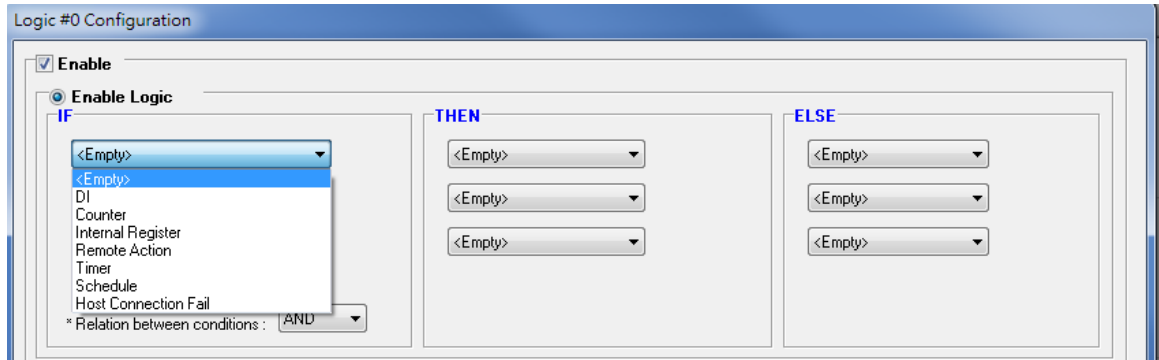 Logic #0 Configuration
Enable
Enable Logic
IF
<Empty>
<Empty>
DI
Counter
Internal Register
Remote Action
Timer
Schedule
Host Connection Fail
* Relation between conditions : AND
THEN
<Empty>
<Empty>
<Empty>
ELSE
<Empty>
<Empty>
<Empty>